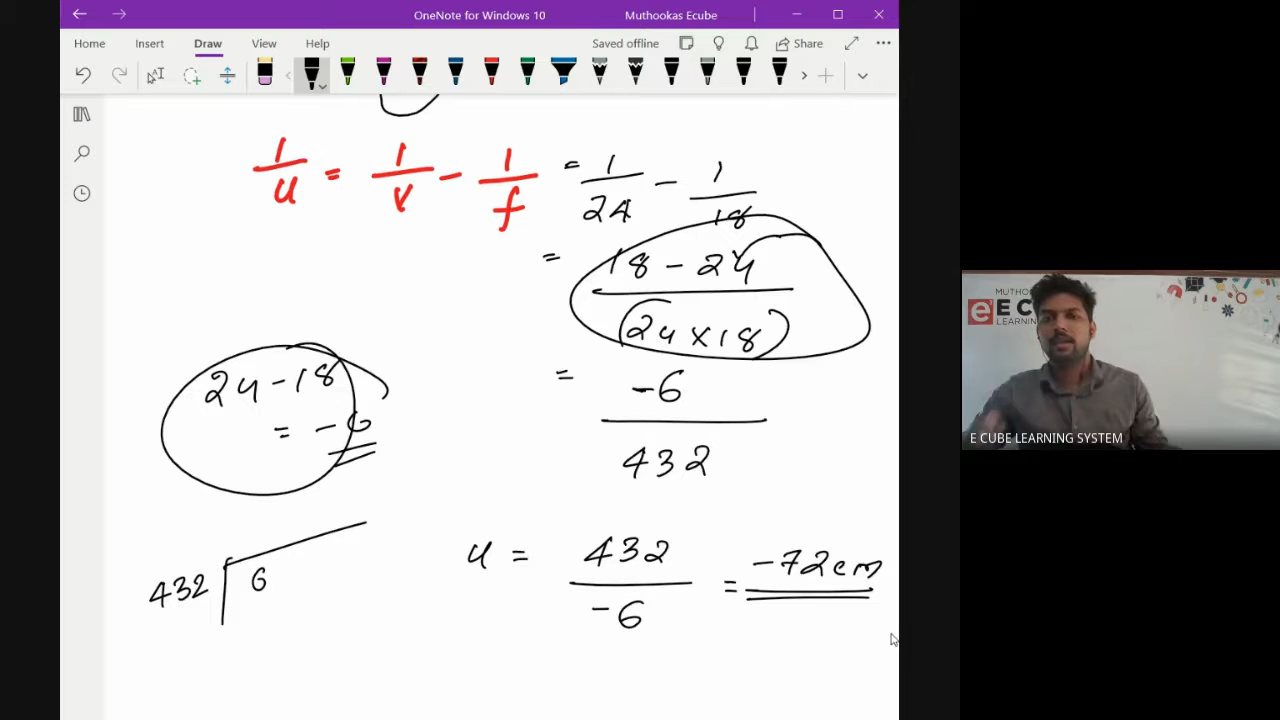 OneNote for Windows 10
Muthookas Ecube
Home Insert Draw View Help
Saved offline
Share
1/u = 1/v - 1/f = 1/24 - 1/18
= 18 - 24 / (24 x 18)
= -6 / 432
24 - 18
= - 6
432 6
u = 432 / -6 = -72cm
MUTHOO
E C
LEARNIN
E CUBE LEARNING SYSTEM